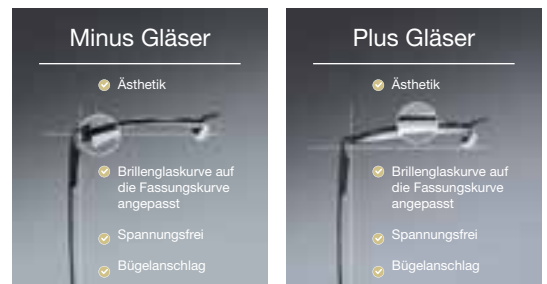 Minus Gläser
Ästhetik
Brillenglaskurve auf
die Fassungskurve
angepasst
Spannungsfrei
Bügelanschlag
Plus Gläser
Ästhetik
Brillenglaskurve auf
die Fassungskurve
angepasst
Spannungsfrei
Bügelanschlag